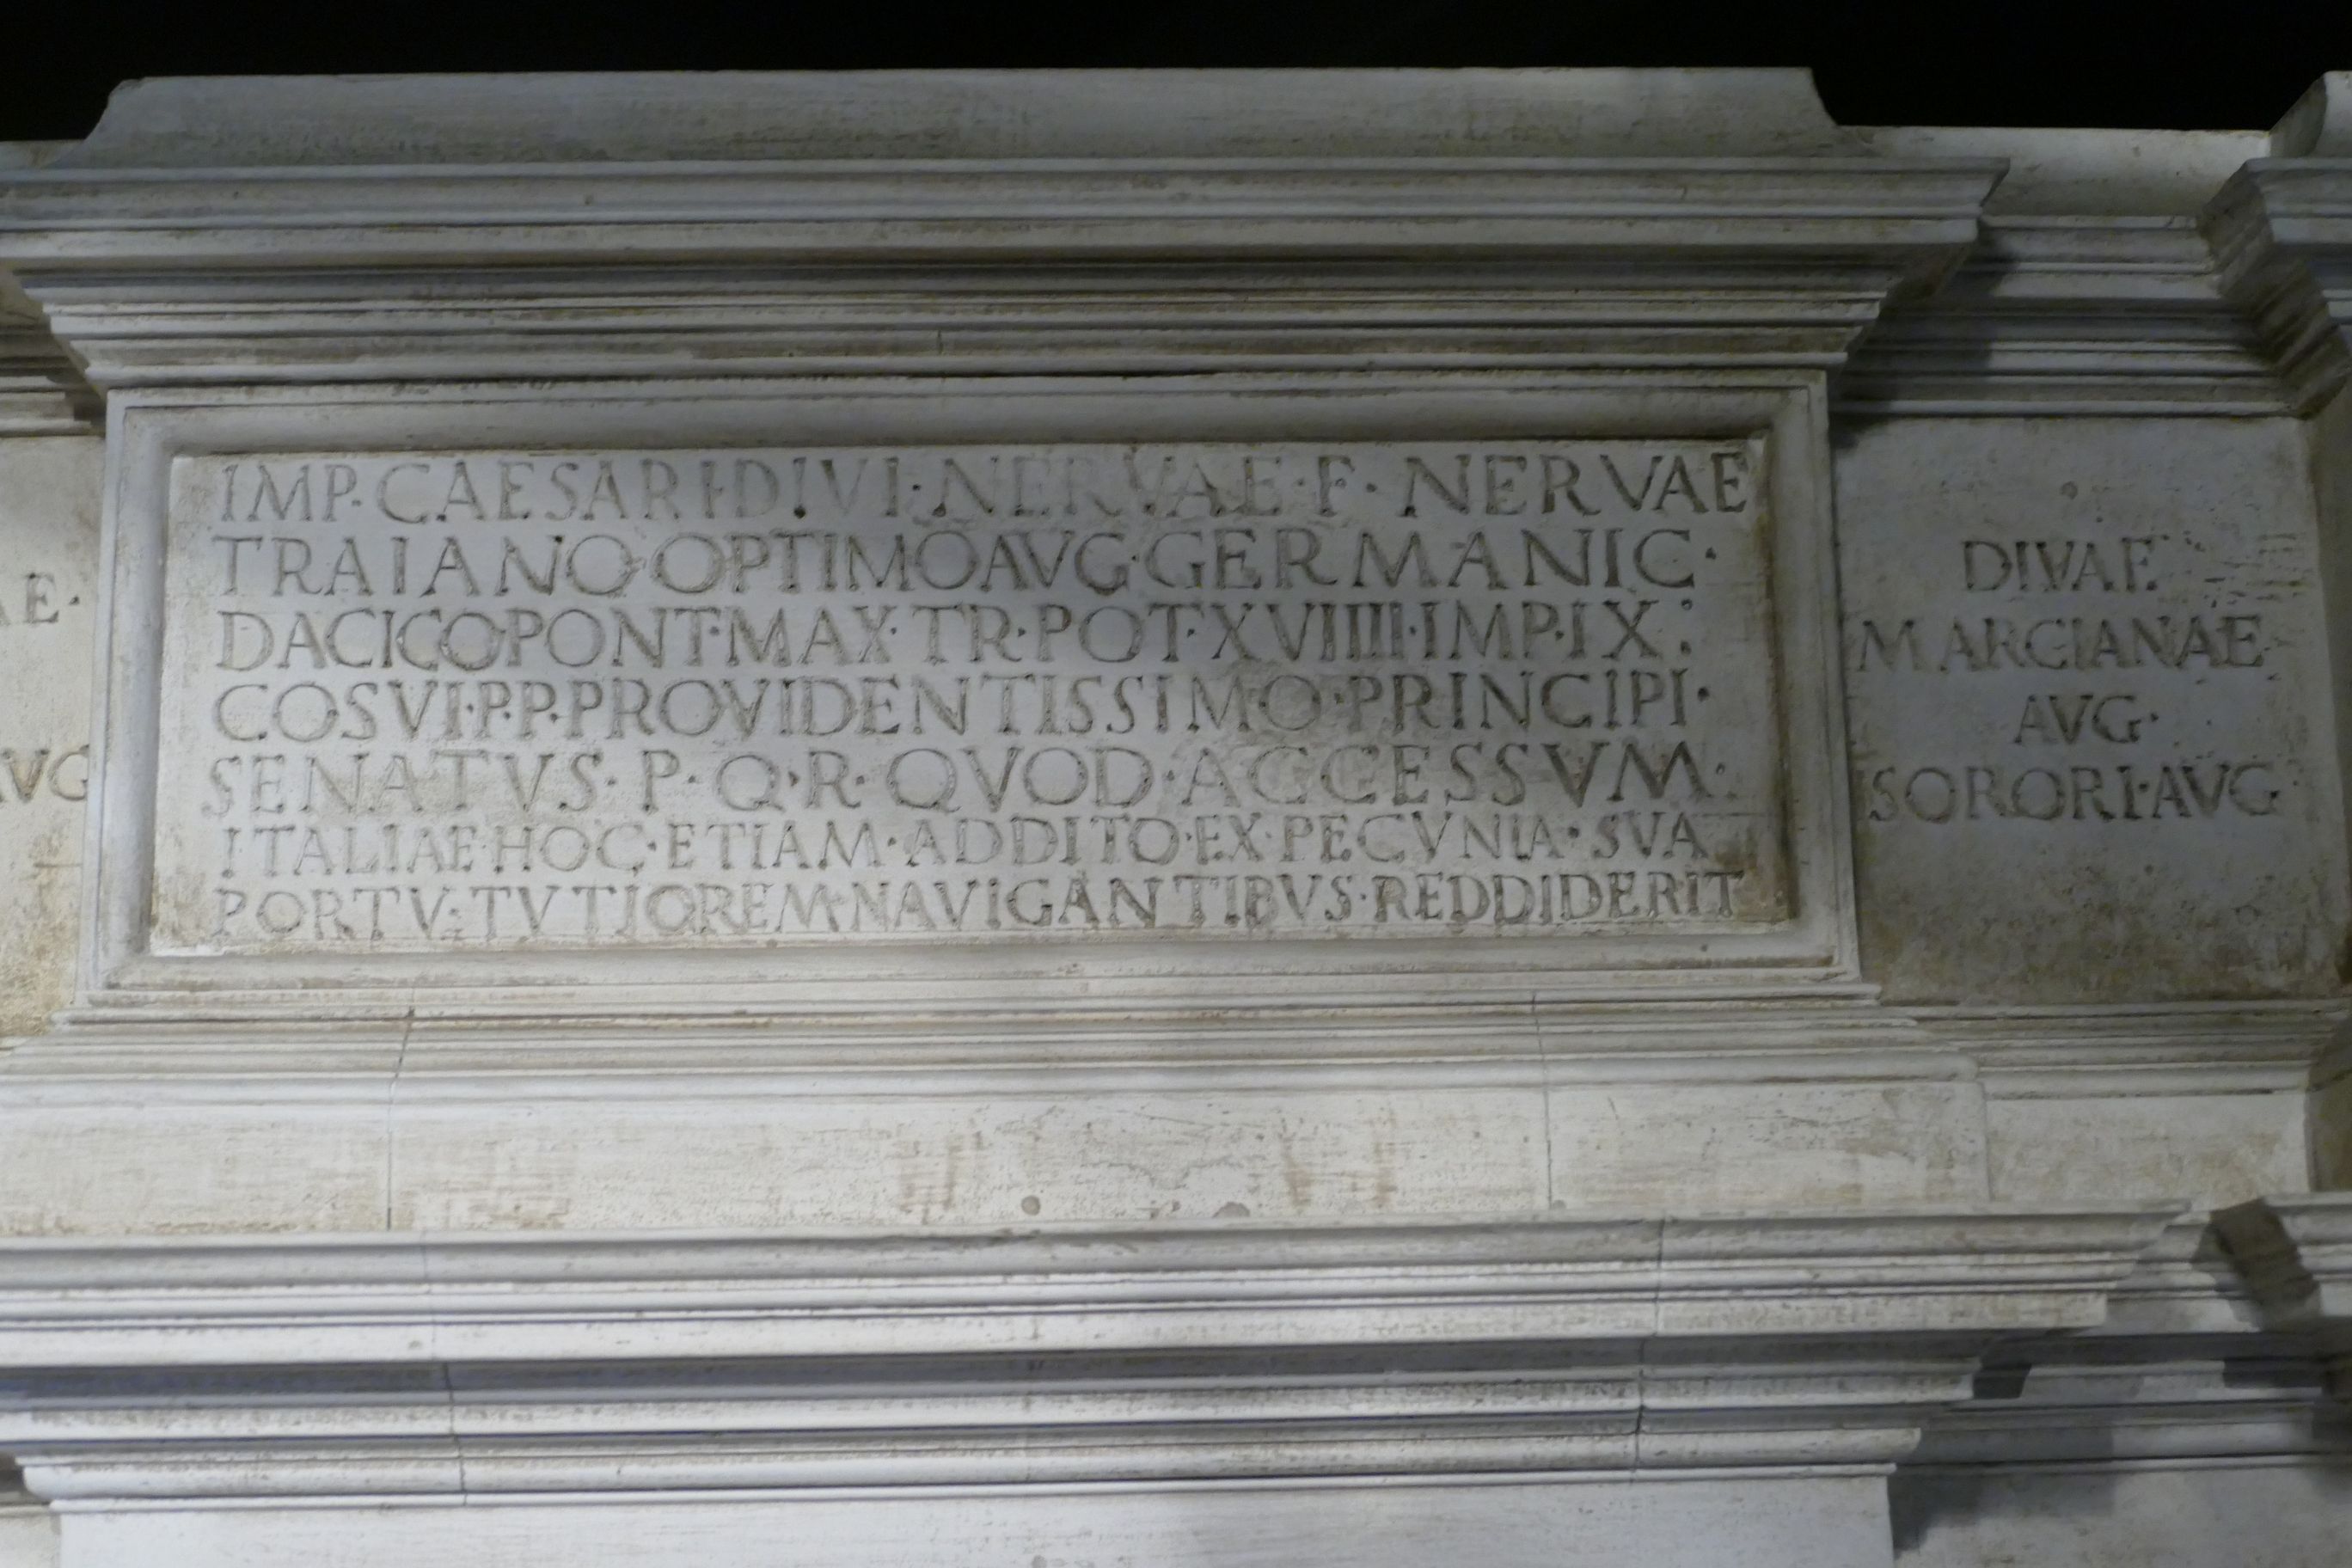 AE·
AVG
IMP·CAESARI·DIVI·NERVAE·F·NERVAE
TRAIANO·OPTIMO·AVG·GERMANIC·
DACICO·PONT·MAX·TR·POT·XVIIII·IMP·IX·
COS·VI·P·P·PROVIDENTISSIMO·PRINCIPI·
SENATVS·P·Q·R·QVOD·ACCESSVM·
ITALIAE·HOC·ETIAM·ADDITO·EX·PECVNIA·SVA
PORTV·TVTIOREM·NAVIGANTIBVS·REDDIDERIT
DIVAE
MARCIANAE
AVG·
SORORI·AVG